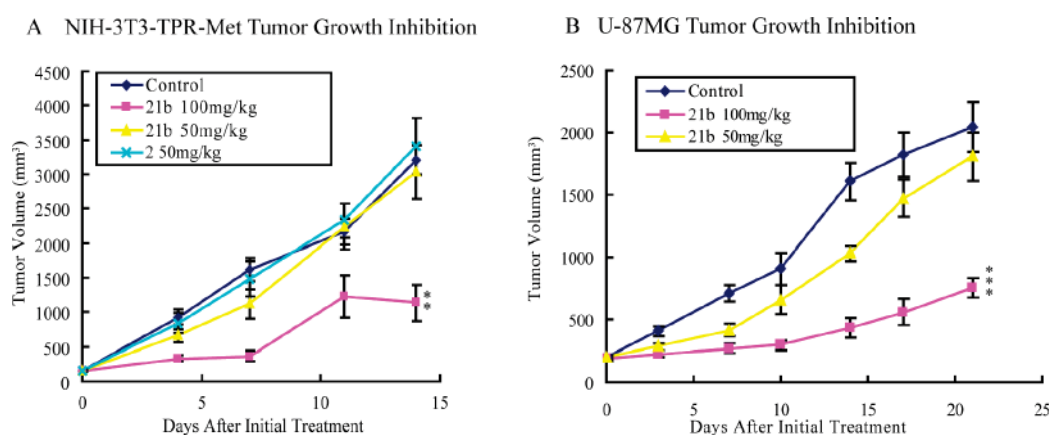 A NIH-3T3-TPR-Met Tumor Growth Inhibition
Tumor Volume (mm³)
4500
4000
3500
3000
2500
2000
1500
1000
500
0
Control
21b 100mg/kg
21b 50mg/kg
2 50mg/kg
**
0 5 10 15
Days After Initial Treatment
B U-87MG Tumor Growth Inhibition
Tumor Volume (mm³)
2500
2000
1500
1000
500
0
Control
21b 100mg/kg
21b 50mg/kg
***
0 5 10 15 20 25
Days After Initial Treatment